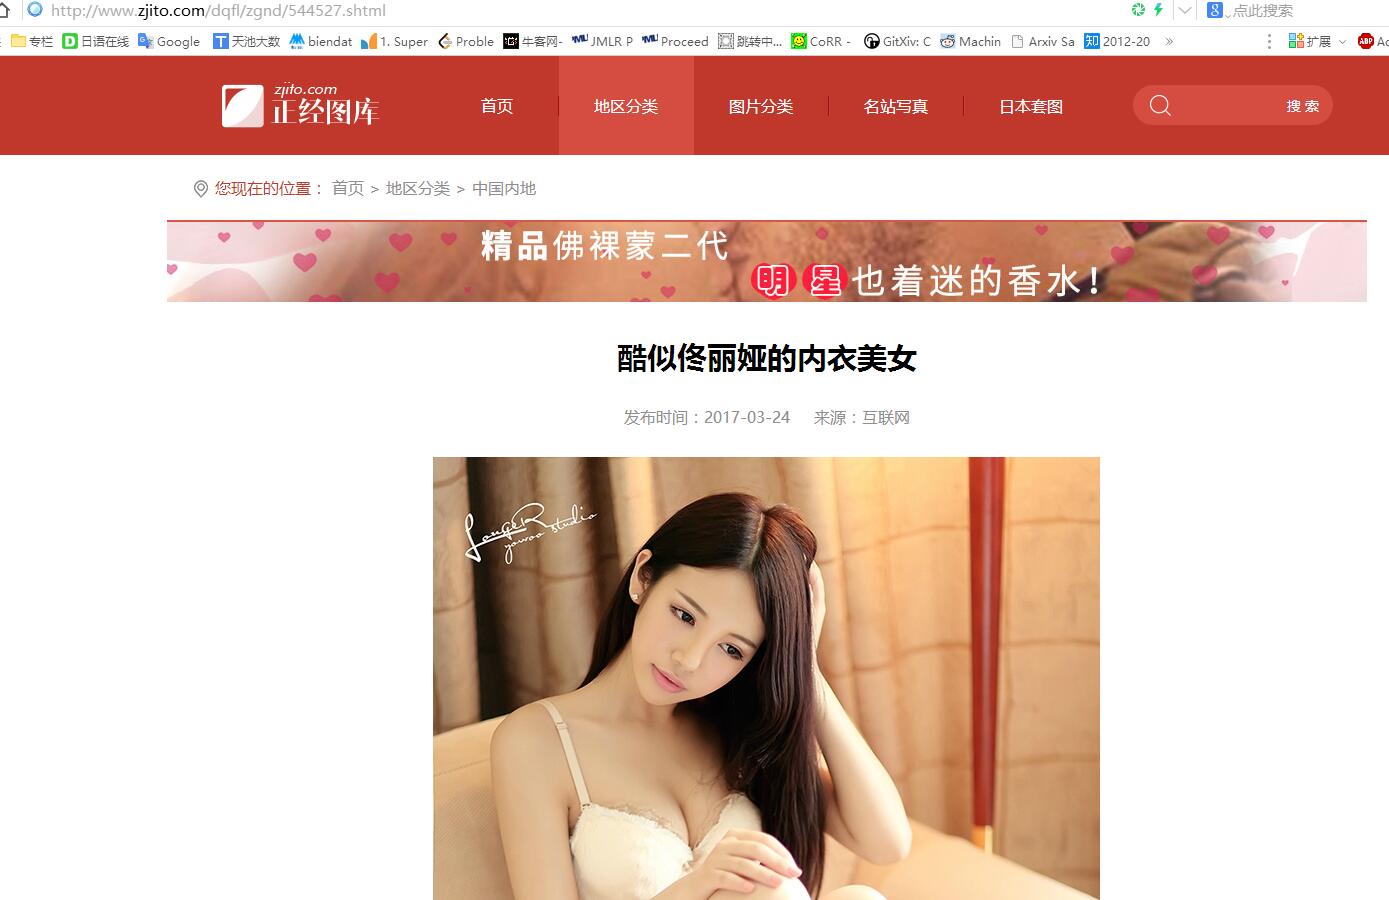 http://www.zjito.com/dqfl/zgnd/544527.shtml
点此搜索
专栏 日语在线 Google 天池大数 biendat 1. Super Proble 牛客网- JMLR P Proceed 跳转中... CoRR - GitXiv: C Machin Arxiv Sa 2012-20 » 扩展
zjito.com
正经图库
首页 地区分类 图片分类 名站写真 日本套图 搜 索
您现在的位置： 首页 > 地区分类 > 中国内地
精品佛裸蒙二代
明星也着迷的香水！
酷似佟丽娅的内衣美女
发布时间：2017-03-24 来源：互联网
yowoo studio